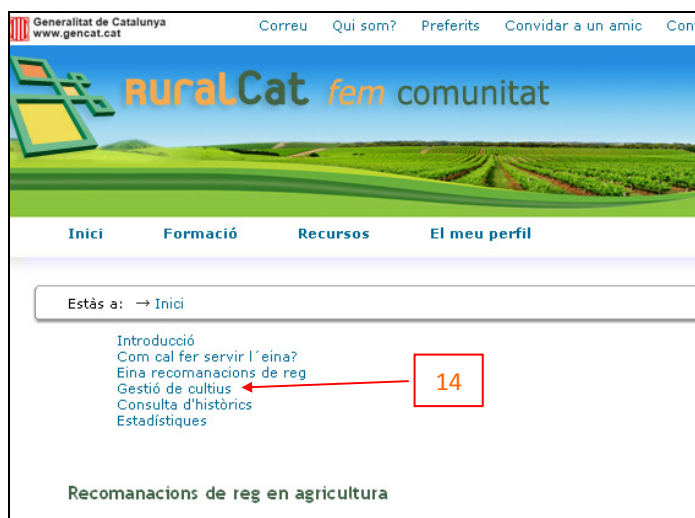 Generalitat de Catalunya
www.gencat.cat
Correu Qui som? Preferits Convidar a un amic
RuralCat fem comunitat
Inici Formació Recursos El meu perfil
Estàs a: → Inici
Introducció
Com cal fer servir l´eina?
Eina recomanacions de reg
Gestió de cultius
14
Consulta d'històrics
Estadístiques
Recomanacions de reg en agricultura